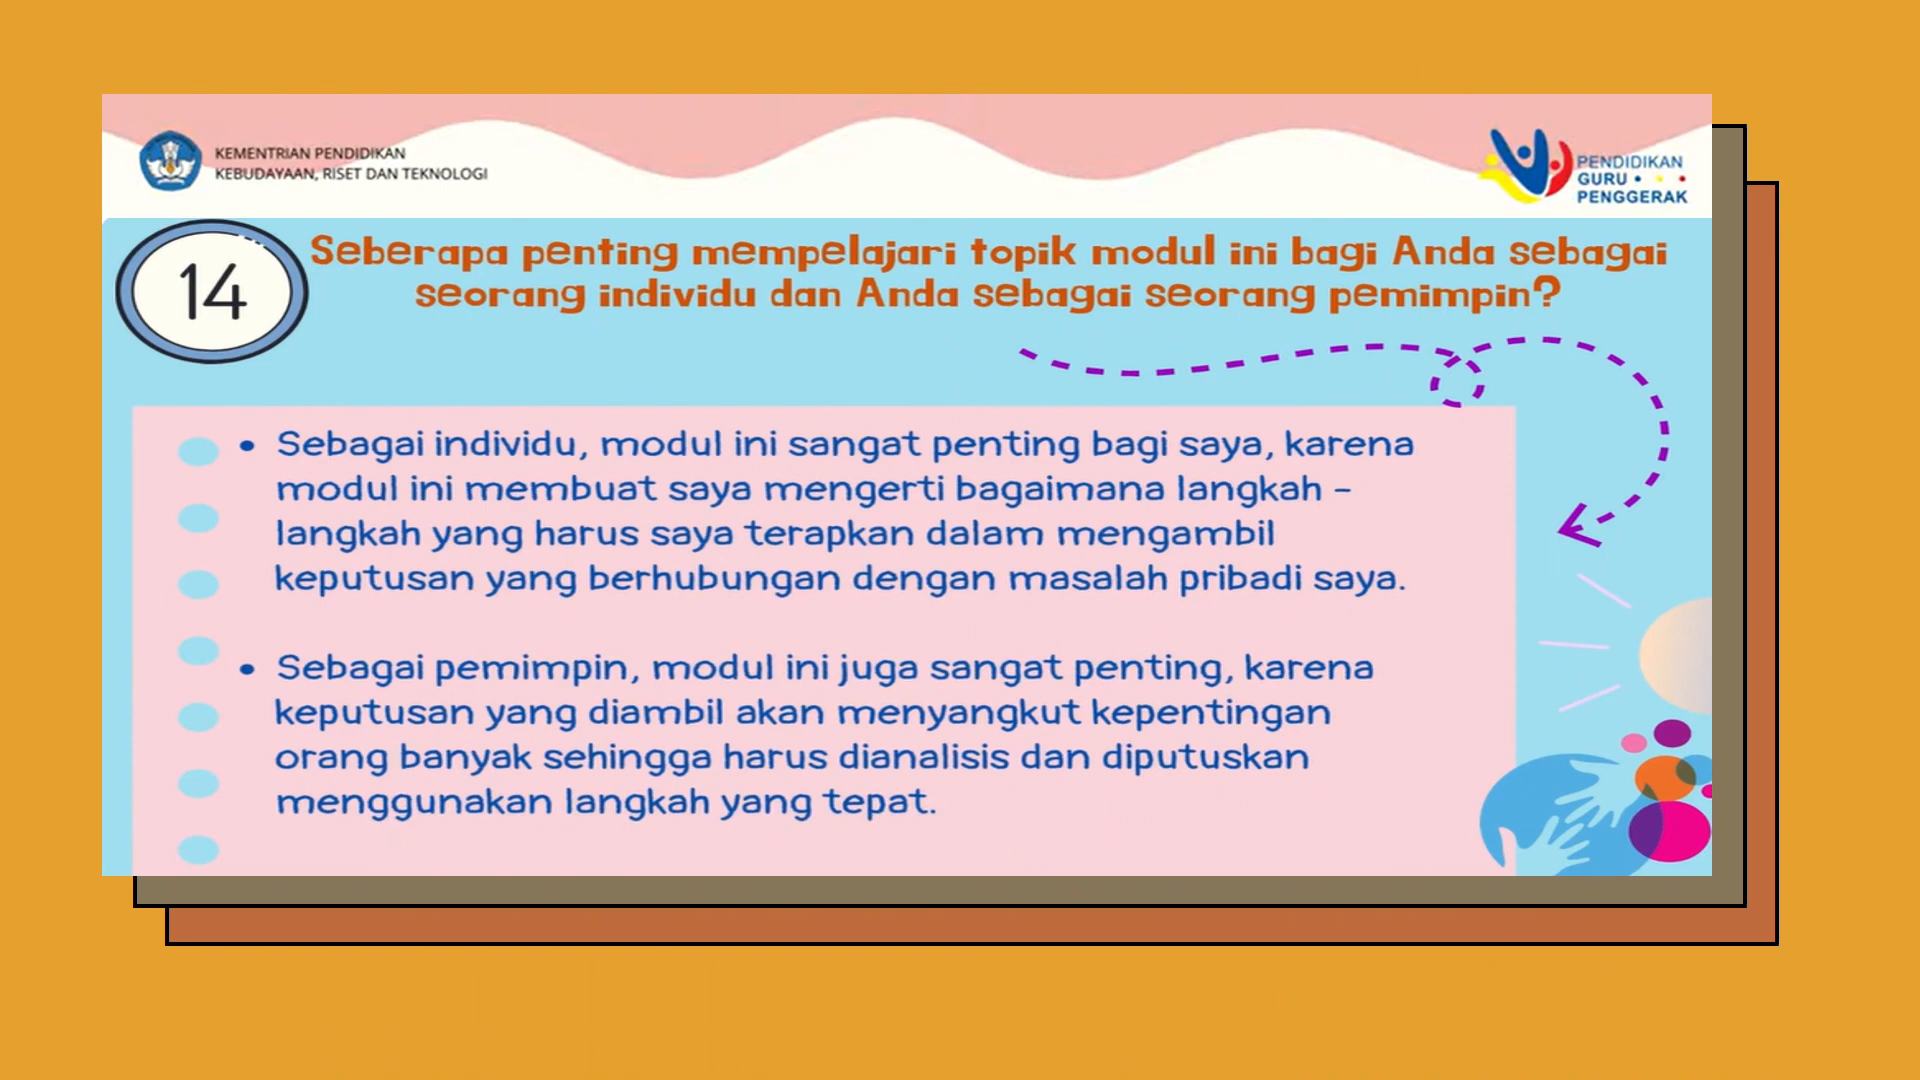 KEMENTRIAN PENDIDIKAN
KEBUDAYAAN, RISET DAN TEKNOLOGI
PENDIDIKAN
GURU
PENGGERAK
14
Seberapa penting mempelajari topik modul ini bagi Anda sebagai
seorang individu dan Anda sebagai seorang pemimpin?
• Sebagai individu, modul ini sangat penting bagi saya, karena
modul ini membuat saya mengerti bagaimana langkah -
langkah yang harus saya terapkan dalam mengambil
keputusan yang berhubungan dengan masalah pribadi saya.
• Sebagai pemimpin, modul ini juga sangat penting, karena
keputusan yang diambil akan menyangkut kepentingan
orang banyak sehingga harus dianalisis dan diputuskan
menggunakan langkah yang tepat.